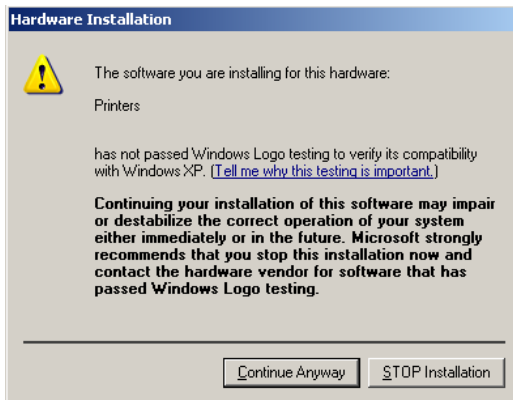 Hardware Installation
The software you are installing for this hardware:
Printers
has not passed Windows Logo testing to verify its compatibility
with Windows XP. (Tell me why this testing is important.)
Continuing your installation of this software may impair
or destabilize the correct operation of your system
either immediately or in the future. Microsoft strongly
recommends that you stop this installation now and
contact the hardware vendor for software that has
passed Windows Logo testing.
Continue Anyway
STOP Installation